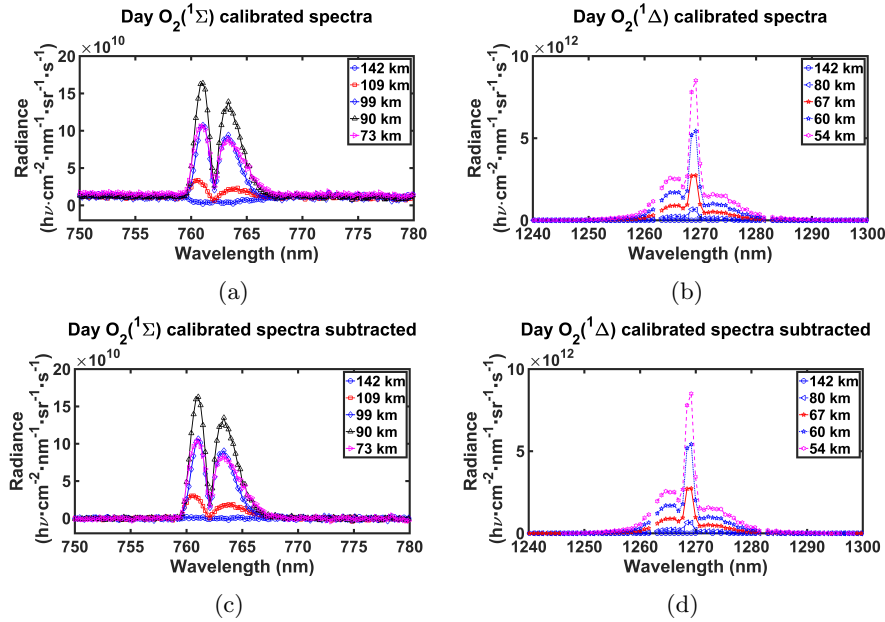 Day O2(1Σ) calibrated spectra
×10^10
20
15
10
5
0
Radiance
(hν·cm-2·nm-1·sr-1·s-1)
142 km
109 km
99 km
90 km
73 km
750 755 760 765 770 775 780
Wavelength (nm)
(a)
Day O2(1Δ) calibrated spectra
×10^12
10
5
0
Radiance
(hν·cm-2·nm-1·sr-1·s-1)
142 km
80 km
67 km
60 km
54 km
1240 1250 1260 1270 1280 1290 1300
Wavelength (nm)
(b)
Day O2(1Σ) calibrated spectra subtracted
×10^10
20
15
10
5
0
Radiance
(hν·cm-2·nm-1·sr-1·s-1)
142 km
109 km
99 km
90 km
73 km
750 755 760 765 770 775 780
Wavelength (nm)
(c)
Day O2(1Δ) calibrated spectra subtracted
×10^12
10
5
0
Radiance
(hν·cm-2·nm-1·sr-1·s-1)
142 km
80 km
67 km
60 km
54 km
1240 1250 1260 1270 1280 1290 1300
Wavelength (nm)
(d)